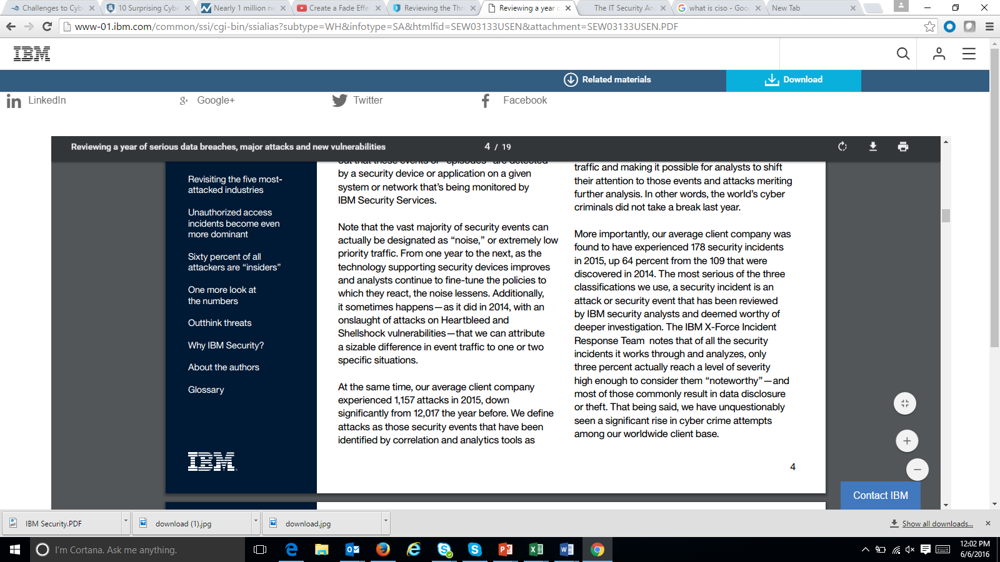 Challenges to Cyb
10 Surprising Cybe
Nearly 1 million ne
Create a Fade Effe
Reviewing the Thr
Reviewing a year o
The IT Security An
what is ciso - Goo
New Tab
www-01.ibm.com/common/ssi/cgi-bin/ssialias?subtype=WH&infotype=SA&htmlfid=SEW03133USEN&attachment=SEW03133USEN.PDF
IBM
Related materials
Download
LinkedIn
Google+
Twitter
Facebook
Reviewing a year of serious data breaches, major attacks and new vulnerabilities
4 / 19
Revisiting the five most-
attacked industries
Unauthorized access
incidents become even
more dominant
Sixty percent of all
attackers are “insiders”
One more look at
the numbers
Outthink threats
Why IBM Security?
About the authors
Glossary
IBM
out that these events or “episodes” are detected
by a security device or application on a given
system or network that’s being monitored by
IBM Security Services.
Note that the vast majority of security events can
actually be designated as “noise,” or extremely low
priority traffic. From one year to the next, as the
technology supporting security devices improves
and analysts continue to fine-tune the policies to
which they react, the noise lessens. Additionally,
it sometimes happens—as it did in 2014, with an
onslaught of attacks on Heartbleed and
Shellshock vulnerabilities—that we can attribute
a sizable difference in event traffic to one or two
specific situations.
At the same time, our average client company
experienced 1,157 attacks in 2015, down
significantly from 12,017 the year before. We define
attacks as those security events that have been
identified by correlation and analytics tools as
traffic and making it possible for analysts to shift
their attention to those events and attacks meriting
further analysis. In other words, the world’s cyber
criminals did not take a break last year.
More importantly, our average client company was
found to have experienced 178 security incidents
in 2015, up 64 percent from the 109 that were
discovered in 2014. The most serious of the three
classifications we use, a security incident is an
attack or security event that has been reviewed
by IBM security analysts and deemed worthy of
deeper investigation. The IBM X-Force Incident
Response Team notes that of all the security
incidents it works through and analyzes, only
three percent actually reach a level of severity
high enough to consider them “noteworthy”—and
most of those commonly result in data disclosure
or theft. That being said, we have unquestionably
seen a significant rise in cyber crime attempts
among our worldwide client base.
4
Contact IBM
IBM Security.PDF
download (1).jpg
download.jpg
Show all downloads...
I'm Cortana. Ask me anything.
12:02 PM
6/6/2016